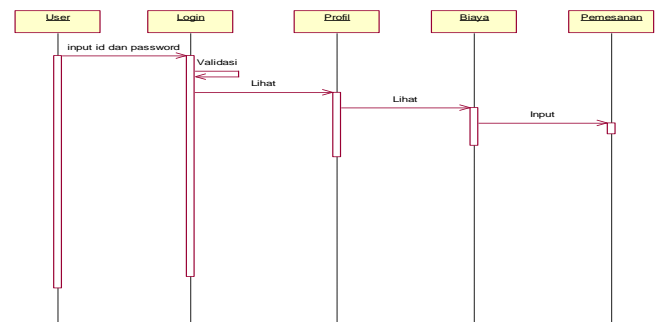 User
Login
Profil
Biaya
Pemesanan
input id dan password
Validasi
Lihat
Lihat
Input